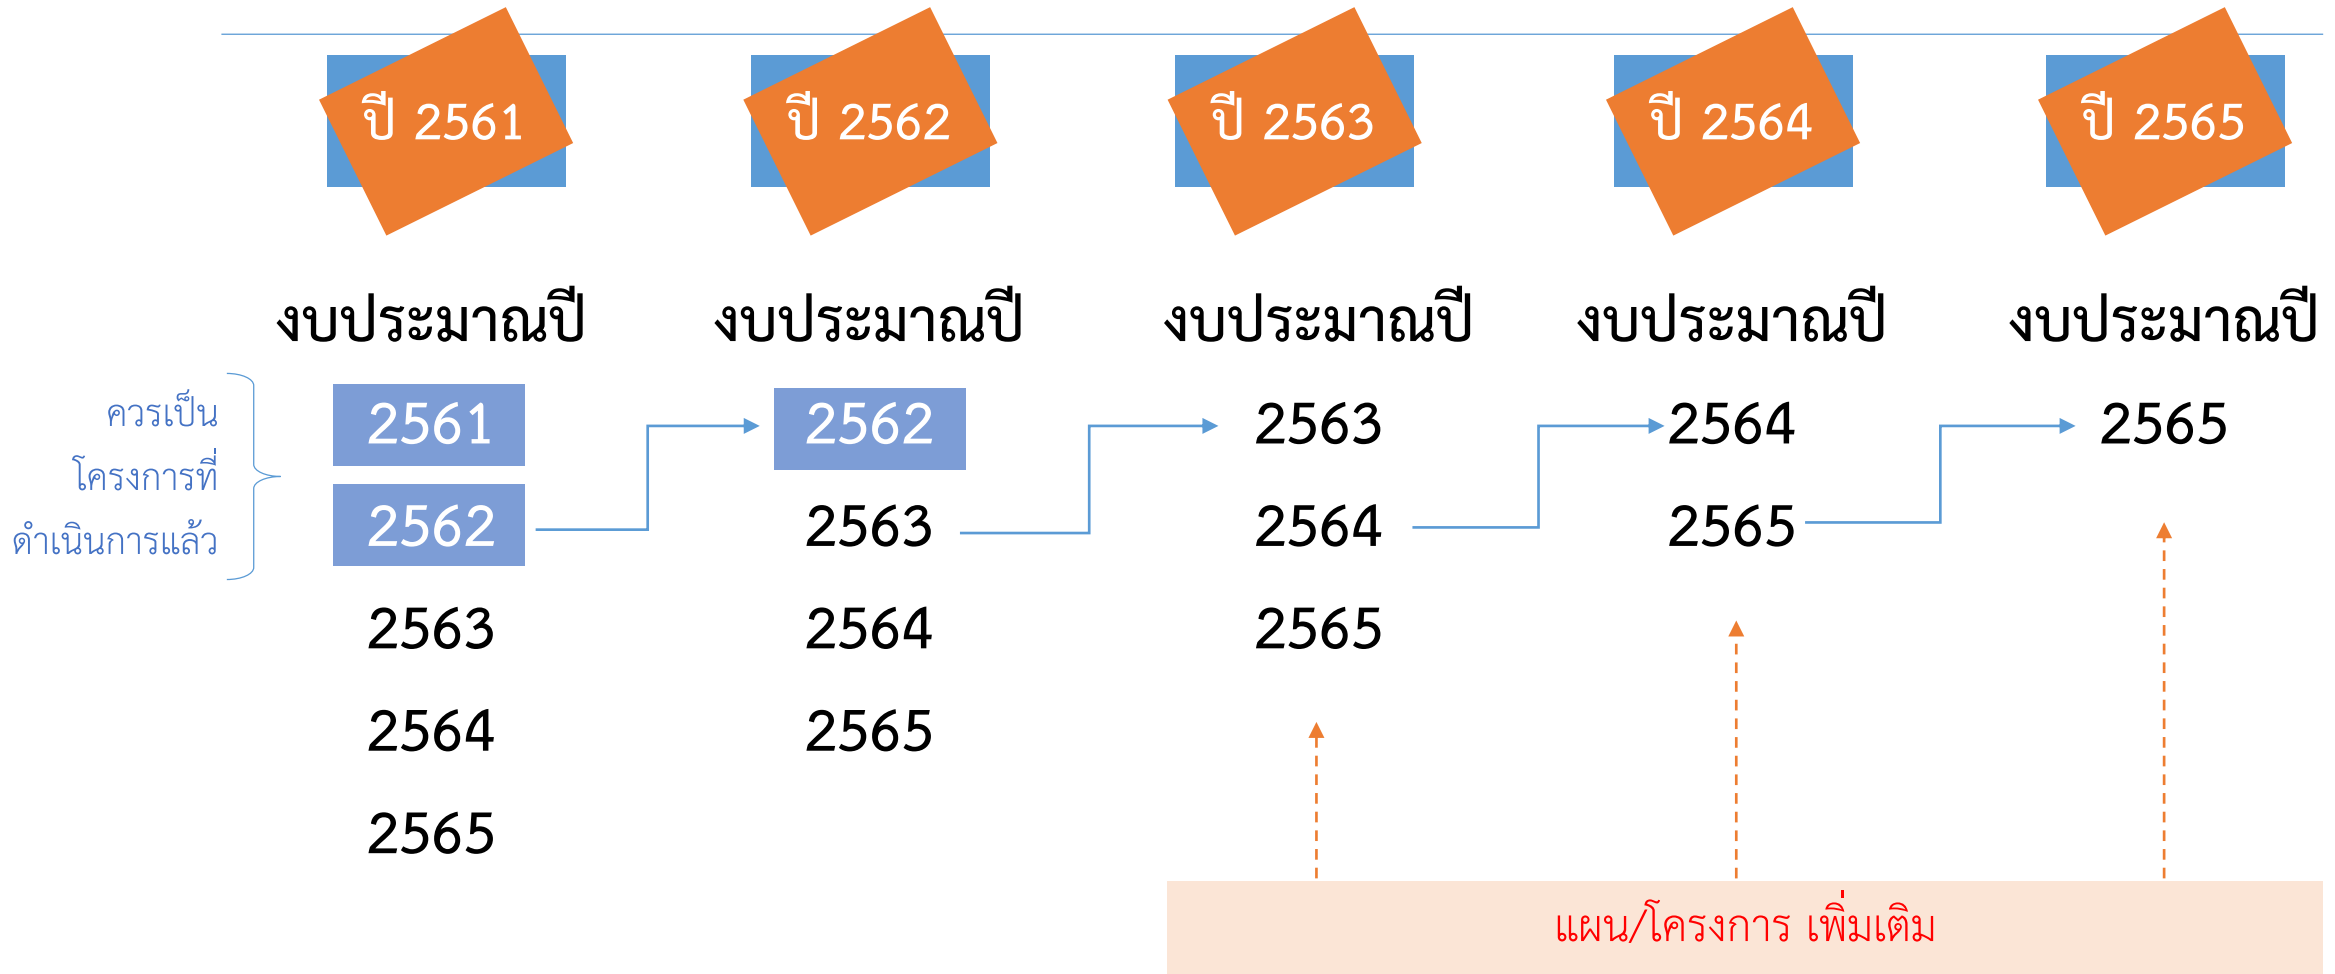 ปี 2561
ปี 2562
ปี 2563
ปี 2564
ปี 2565
งบประมาณปี
งบประมาณปี
งบประมาณปี
งบประมาณปี
งบประมาณปี
ควรเป็น
โครงการที่
ดำเนินการแล้ว
2561
2562
2563
2564
2565
2562
2563
2564
2565
2563
2564
2565
2564
2565
2565
แผน/โครงการ เพิ่มเติม